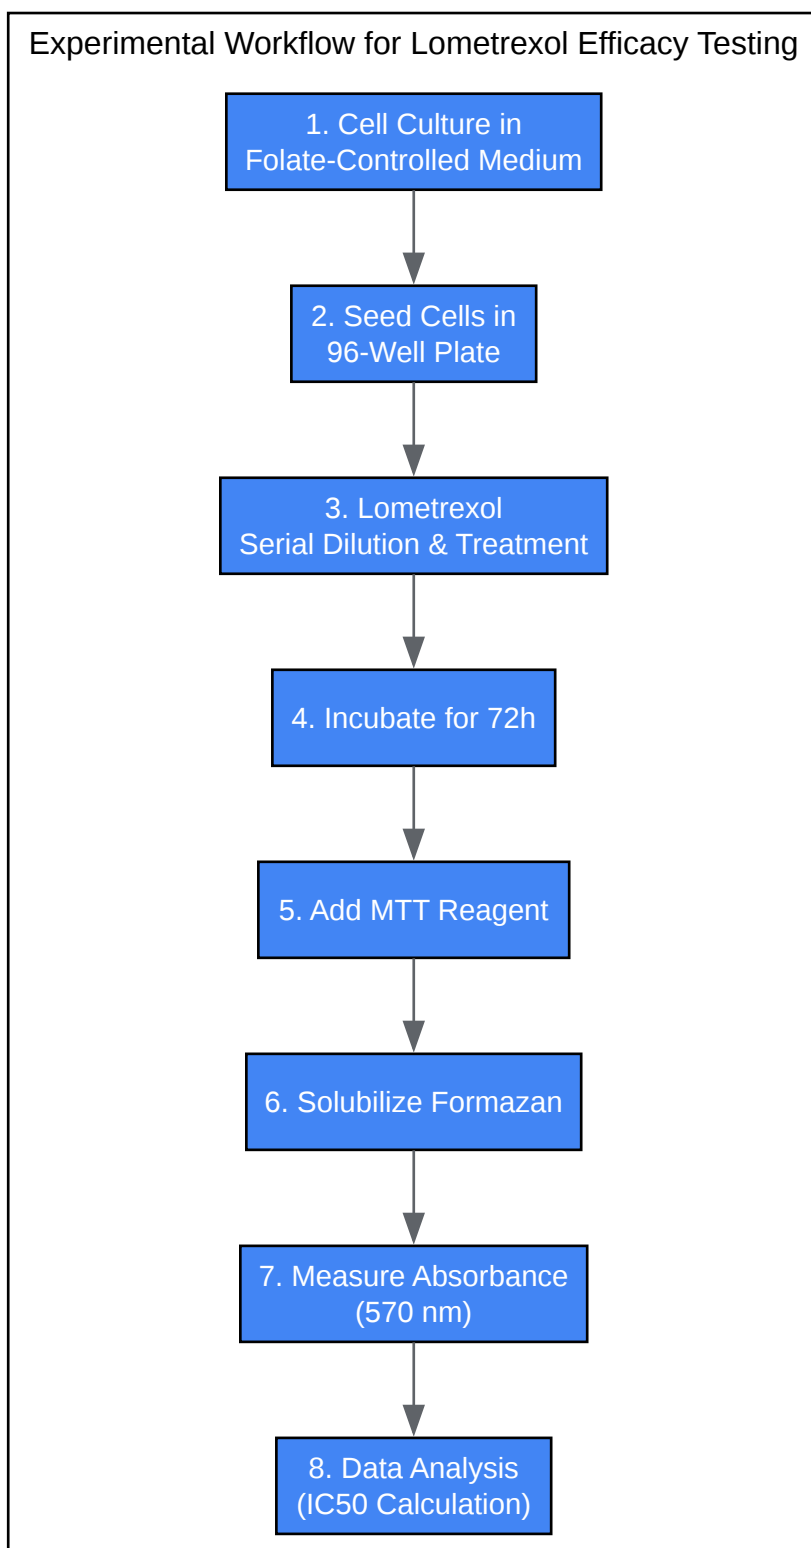 Experimental Workflow for Lometrexol Efficacy Testing
1. Cell Culture in
Folate-Controlled Medium
2. Seed Cells in
96-Well Plate
3. Lometrexol
Serial Dilution & Treatment
4. Incubate for 72h
5. Add MTT Reagent
6. Solubilize Formazan
7. Measure Absorbance
(570 nm)
8. Data Analysis
(IC50 Calculation)